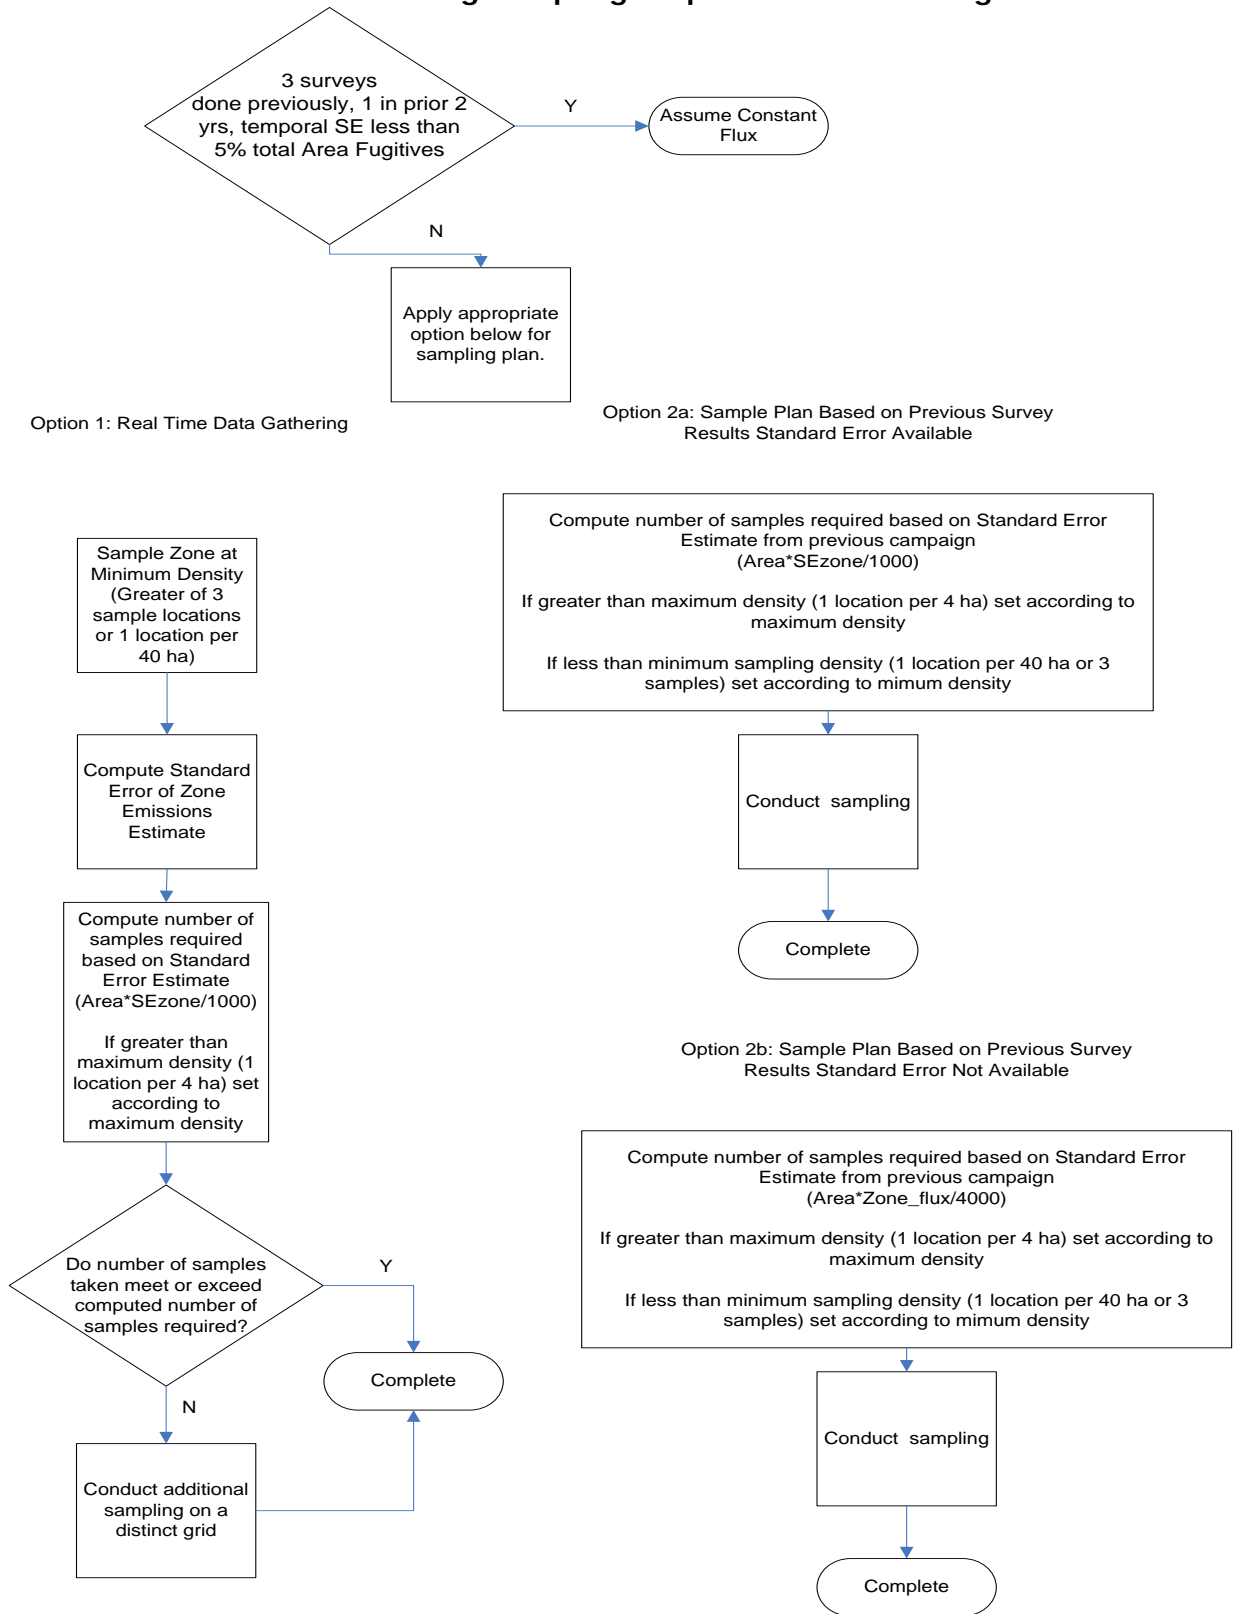 3 surveys
done previously, 1 in prior 2
yrs, temporal SE less than
5% total Area Fugitives
Y
Assume Constant
Flux
N
Apply appropriate
option below for
sampling plan.
Option 1: Real Time Data Gathering
Sample Zone at
Minimum Density
(Greater of 3
sample locations
or 1 location per
40 ha)
Compute Standard
Error of Zone
Emissions
Estimate
Compute number of
samples required
based on Standard
Error Estimate
(Area*SEzone/1000)
If greater than
maximum density (1
location per 4 ha) set
according to
maximum density
Do number of samples
taken meet or exceed
computed number of
samples required?
Y
Complete
N
Conduct additional
sampling on a
distinct grid
Option 2a: Sample Plan Based on Previous Survey
Results Standard Error Available
Compute number of samples required based on Standard Error
Estimate from previous campaign
(Area*SEzone/1000)
If greater than maximum density (1 location per 4 ha) set according to
maximum density
If less than minimum sampling density (1 location per 40 ha or 3
samples) set according to mimum density
Conduct sampling
Complete
Option 2b: Sample Plan Based on Previous Survey
Results Standard Error Not Available
Compute number of samples required based on Standard Error
Estimate from previous campaign
(Area*Zone_flux/4000)
If greater than maximum density (1 location per 4 ha) set according to
maximum density
If less than minimum sampling density (1 location per 40 ha or 3
samples) set according to mimum density
Conduct sampling
Complete